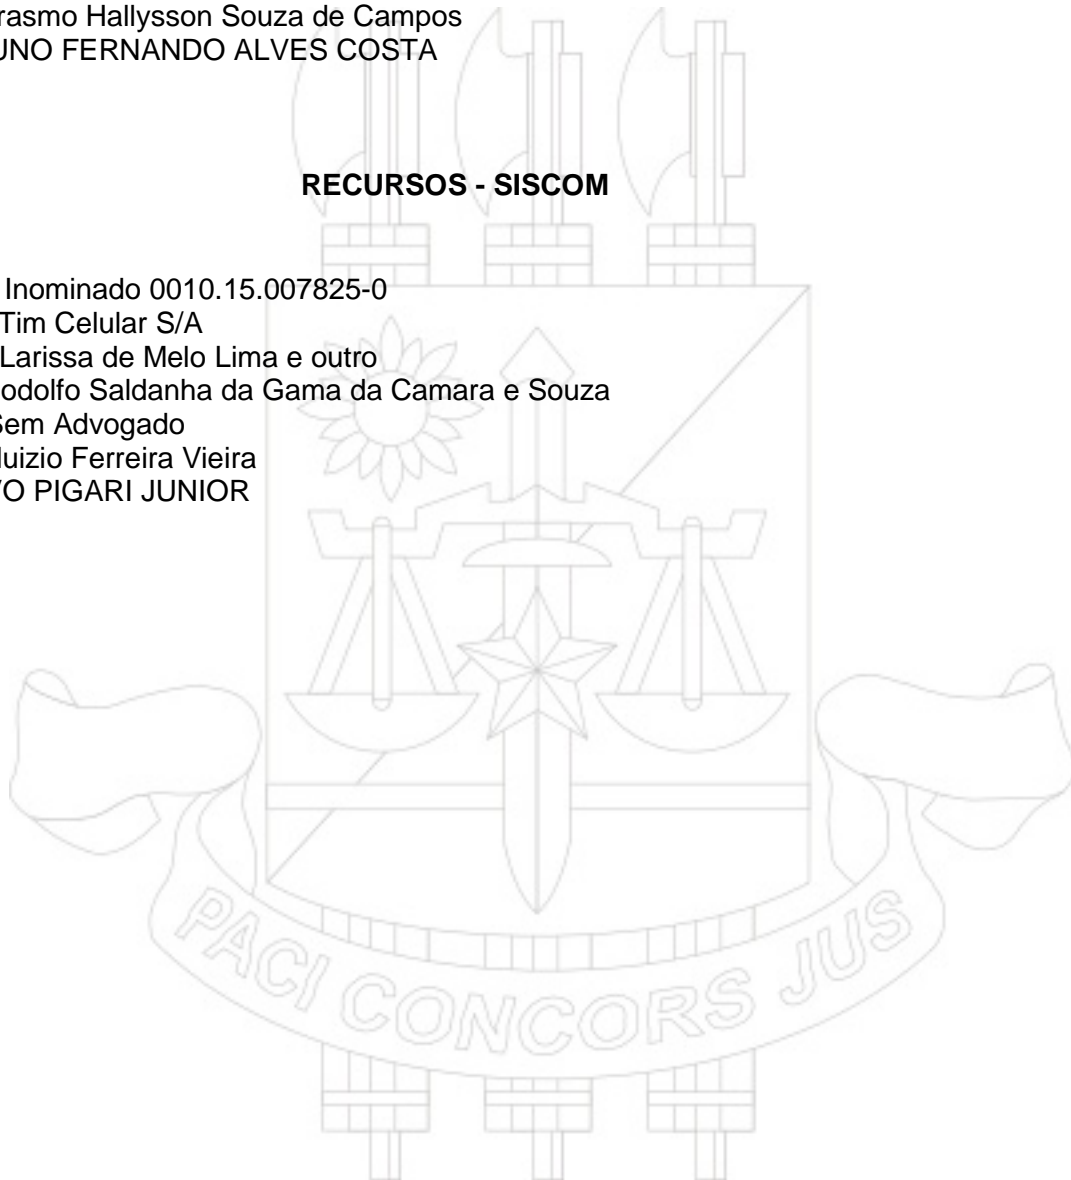 rasmo Hallysson Souza de Campos
UNO FERNANDO ALVES COSTA
RECURSOS - SISCOM
Inominado 0010.15.007825-0
Tim Celular S/A
Larissa de Melo Lima e outro
odolfo Saldanha da Gama da Camara e Souza
Sem Advogado
luizio Ferreira Vieira
VO PIGARI JUNIOR
PACI CONCORS JUS